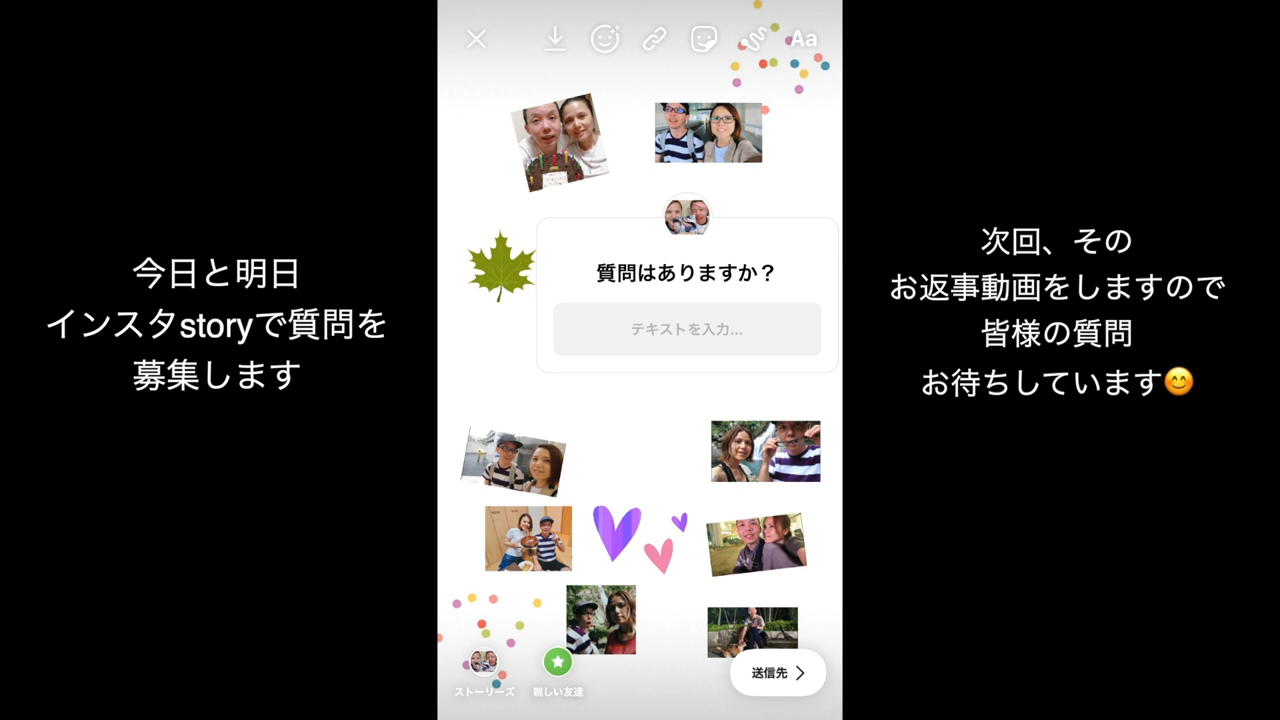 今日と明日
インスタstoryで質問を
募集します
Aa
質問はありますか？
テキストを入力...
ストーリーズ
親しい友達
送信先
次回、その
お返事動画をしますので
皆様の質問
お待ちしています😊